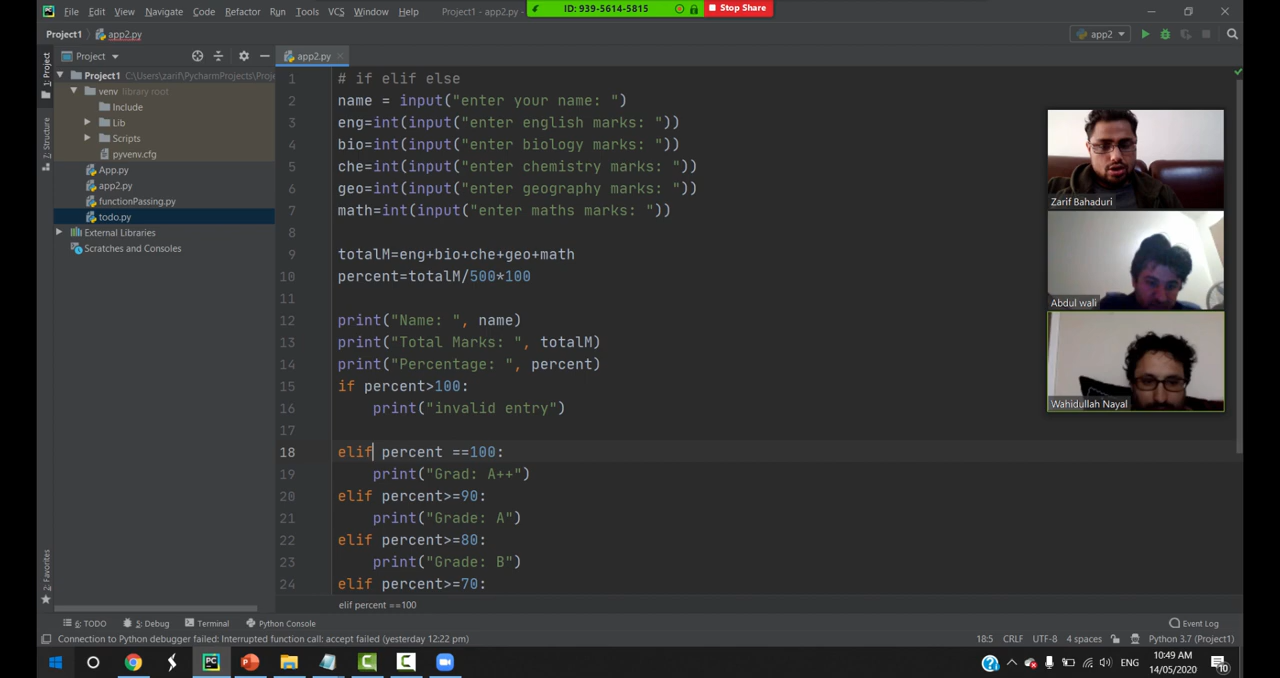 File Edit View Navigate Code Refactor Run Tools VCS Window Help Project1 - app2.py - ID: 939-5614-5815 Stop Share
Project1 app2.py app2
Project app2.py
1: Project
7: Structure
2: Favorites
Project1 C:\Users\zarif\PycharmProjects\Proje
venv library root
Include
Lib
Scripts
pyvenv.cfg
App.py
app2.py
functionPassing.py
todo.py
External Libraries
Scratches and Consoles
1 # if elif else
2 name = input("enter your name: ")
3 eng=int(input("enter english marks: "))
4 bio=int(input("enter biology marks: "))
5 che=int(input("enter chemistry marks: "))
6 geo=int(input("enter geography marks: "))
7 math=int(input("enter maths marks: "))
8
9 totalM=eng+bio+che+geo+math
10 percent=totalM/500*100
11
12 print("Name: ", name)
13 print("Total Marks: ", totalM)
14 print("Percentage: ", percent)
15 if percent>100:
16 print("invalid entry")
17
18 elif percent ==100:
19 print("Grad: A++")
20 elif percent>=90:
21 print("Grade: A")
22 elif percent>=80:
23 print("Grade: B")
24 elif percent>=70:
elif percent ==100
Zarif Bahaduri
Abdul wali
Wahidullah Nayal
6: TODO 5: Debug Terminal Python Console Event Log
Connection to Python debugger failed: Interrupted function call: accept failed (yesterday 12:22 pm) 18:5 CRLF UTF-8 4 spaces Python 3.7 (Project1)
ENG 10:49 AM
14/05/2020
10